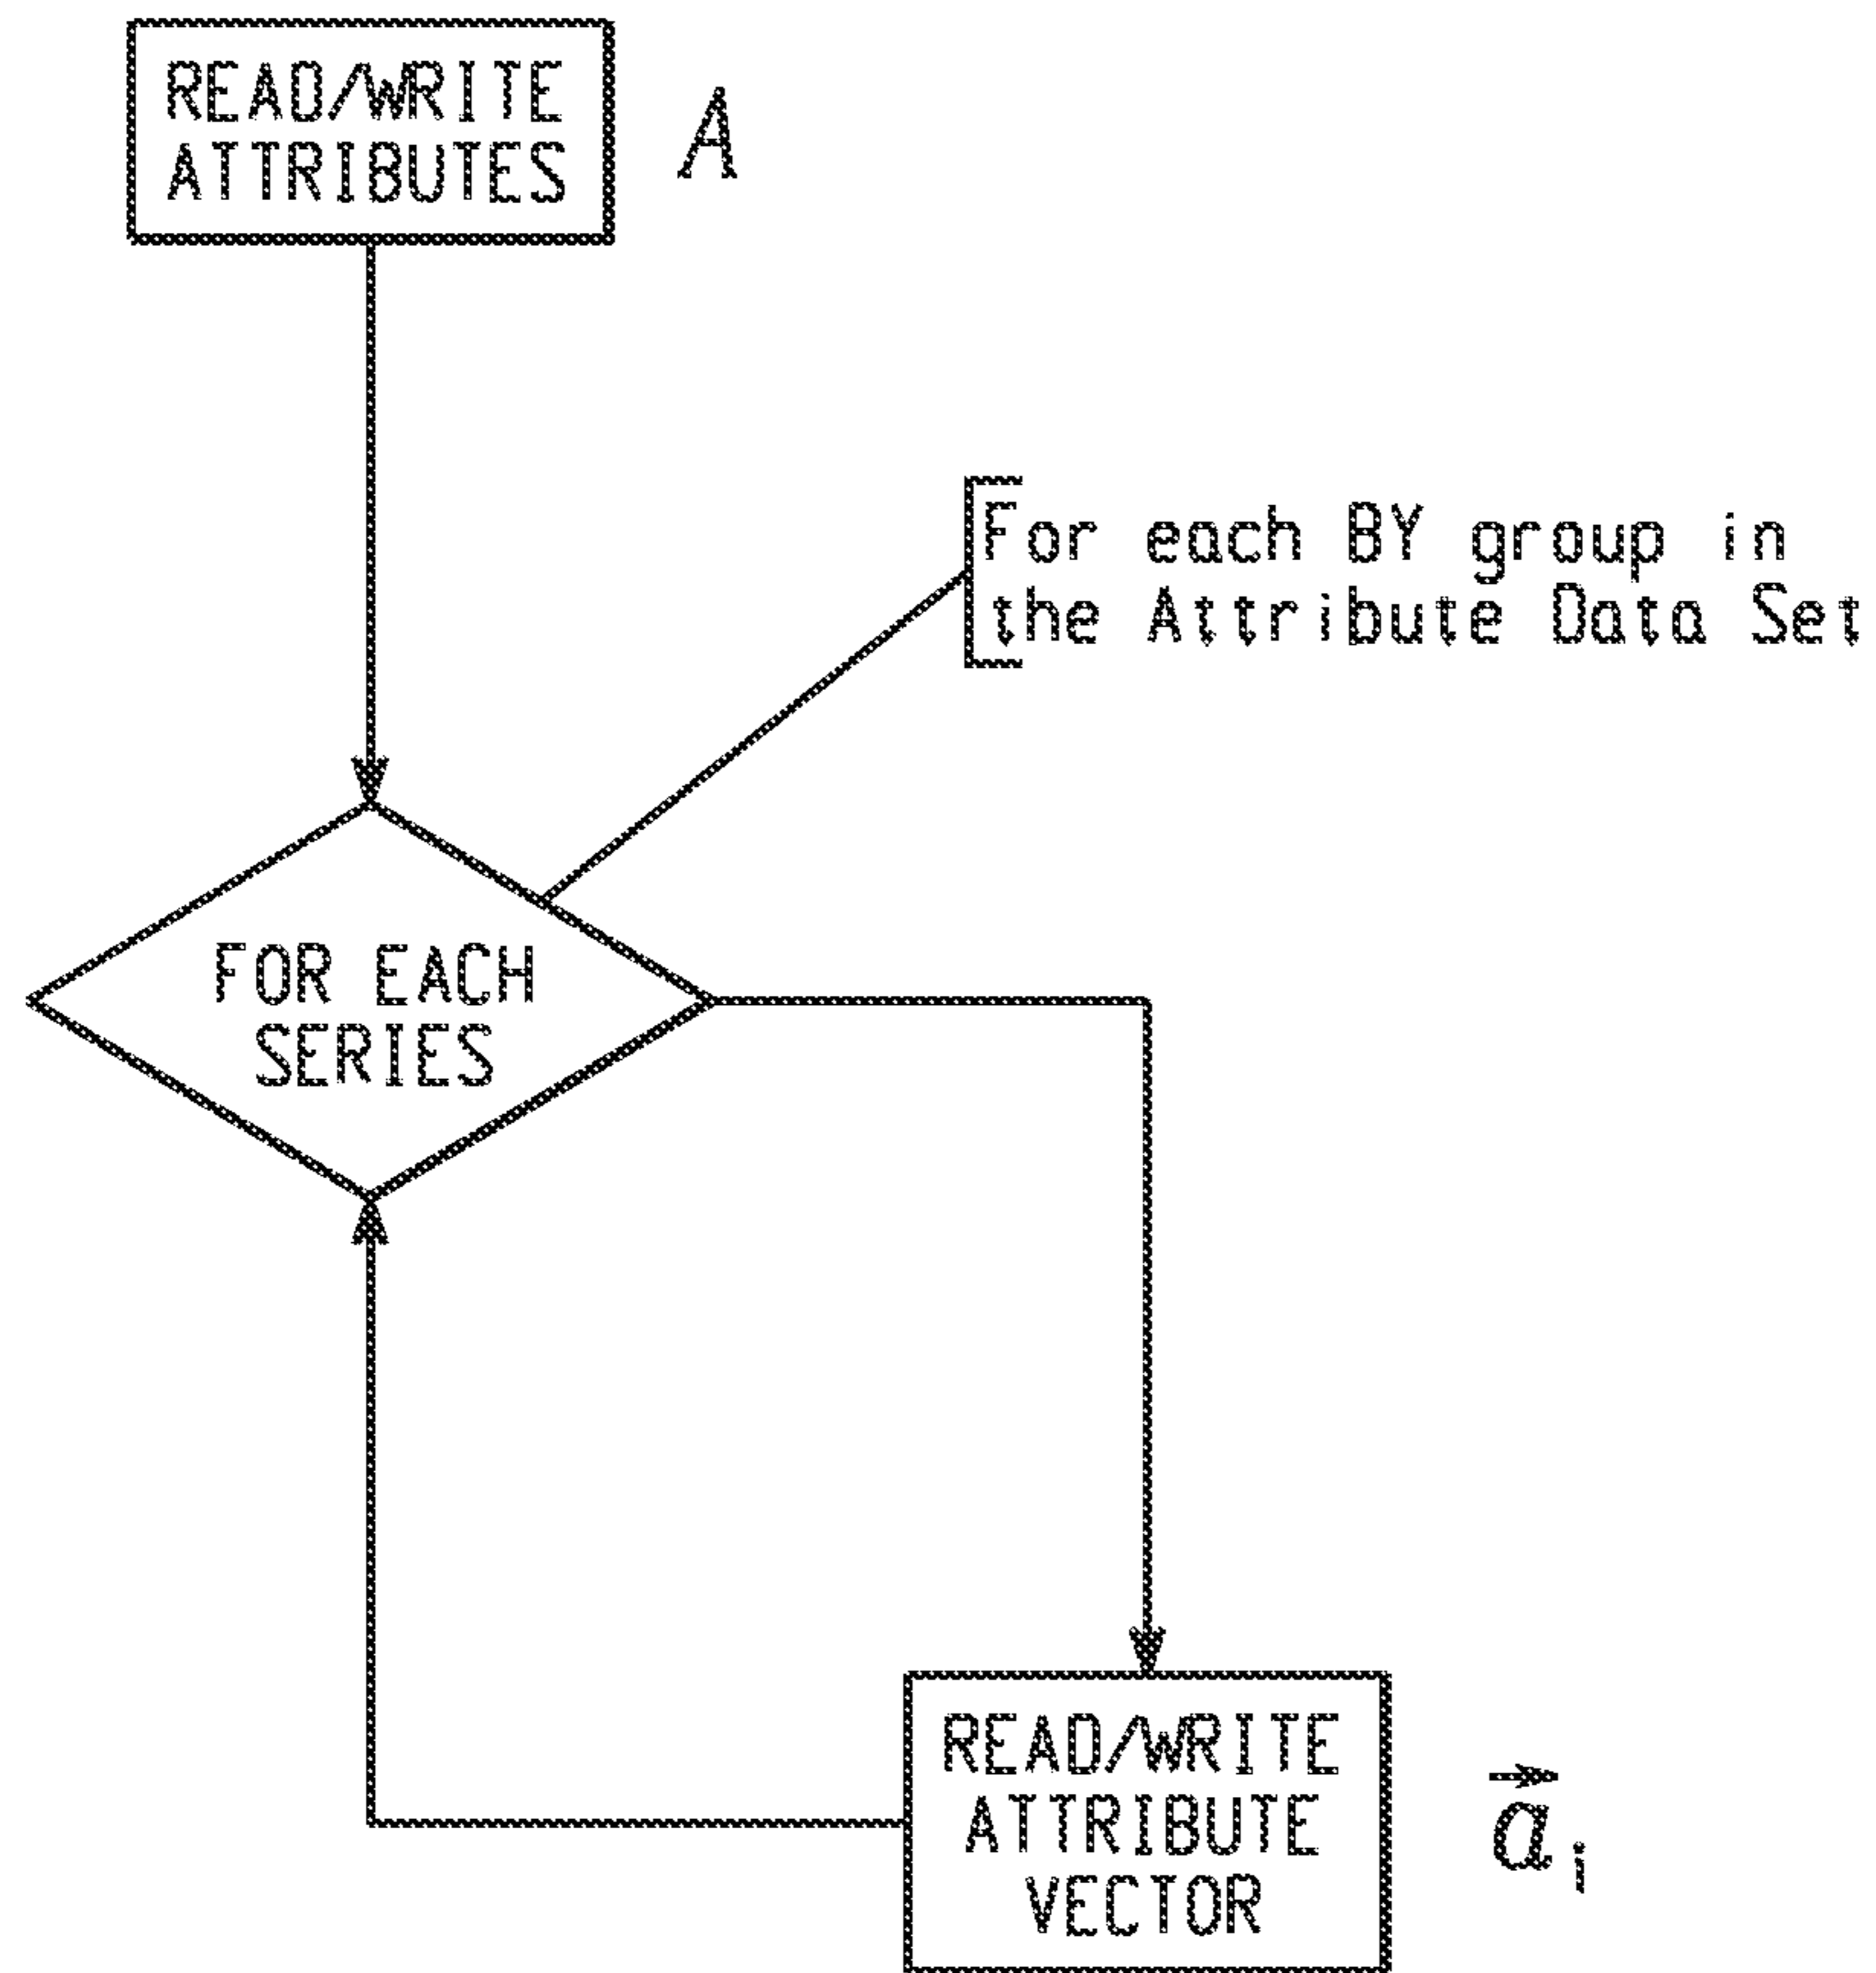 READ/WRITE
ATTRIBUTES
A
For each BY group in
the Attribute Data Set
FOR EACH
SERIES
READ/WRITE
ATTRIBUTE
VECTOR
a⃗ i